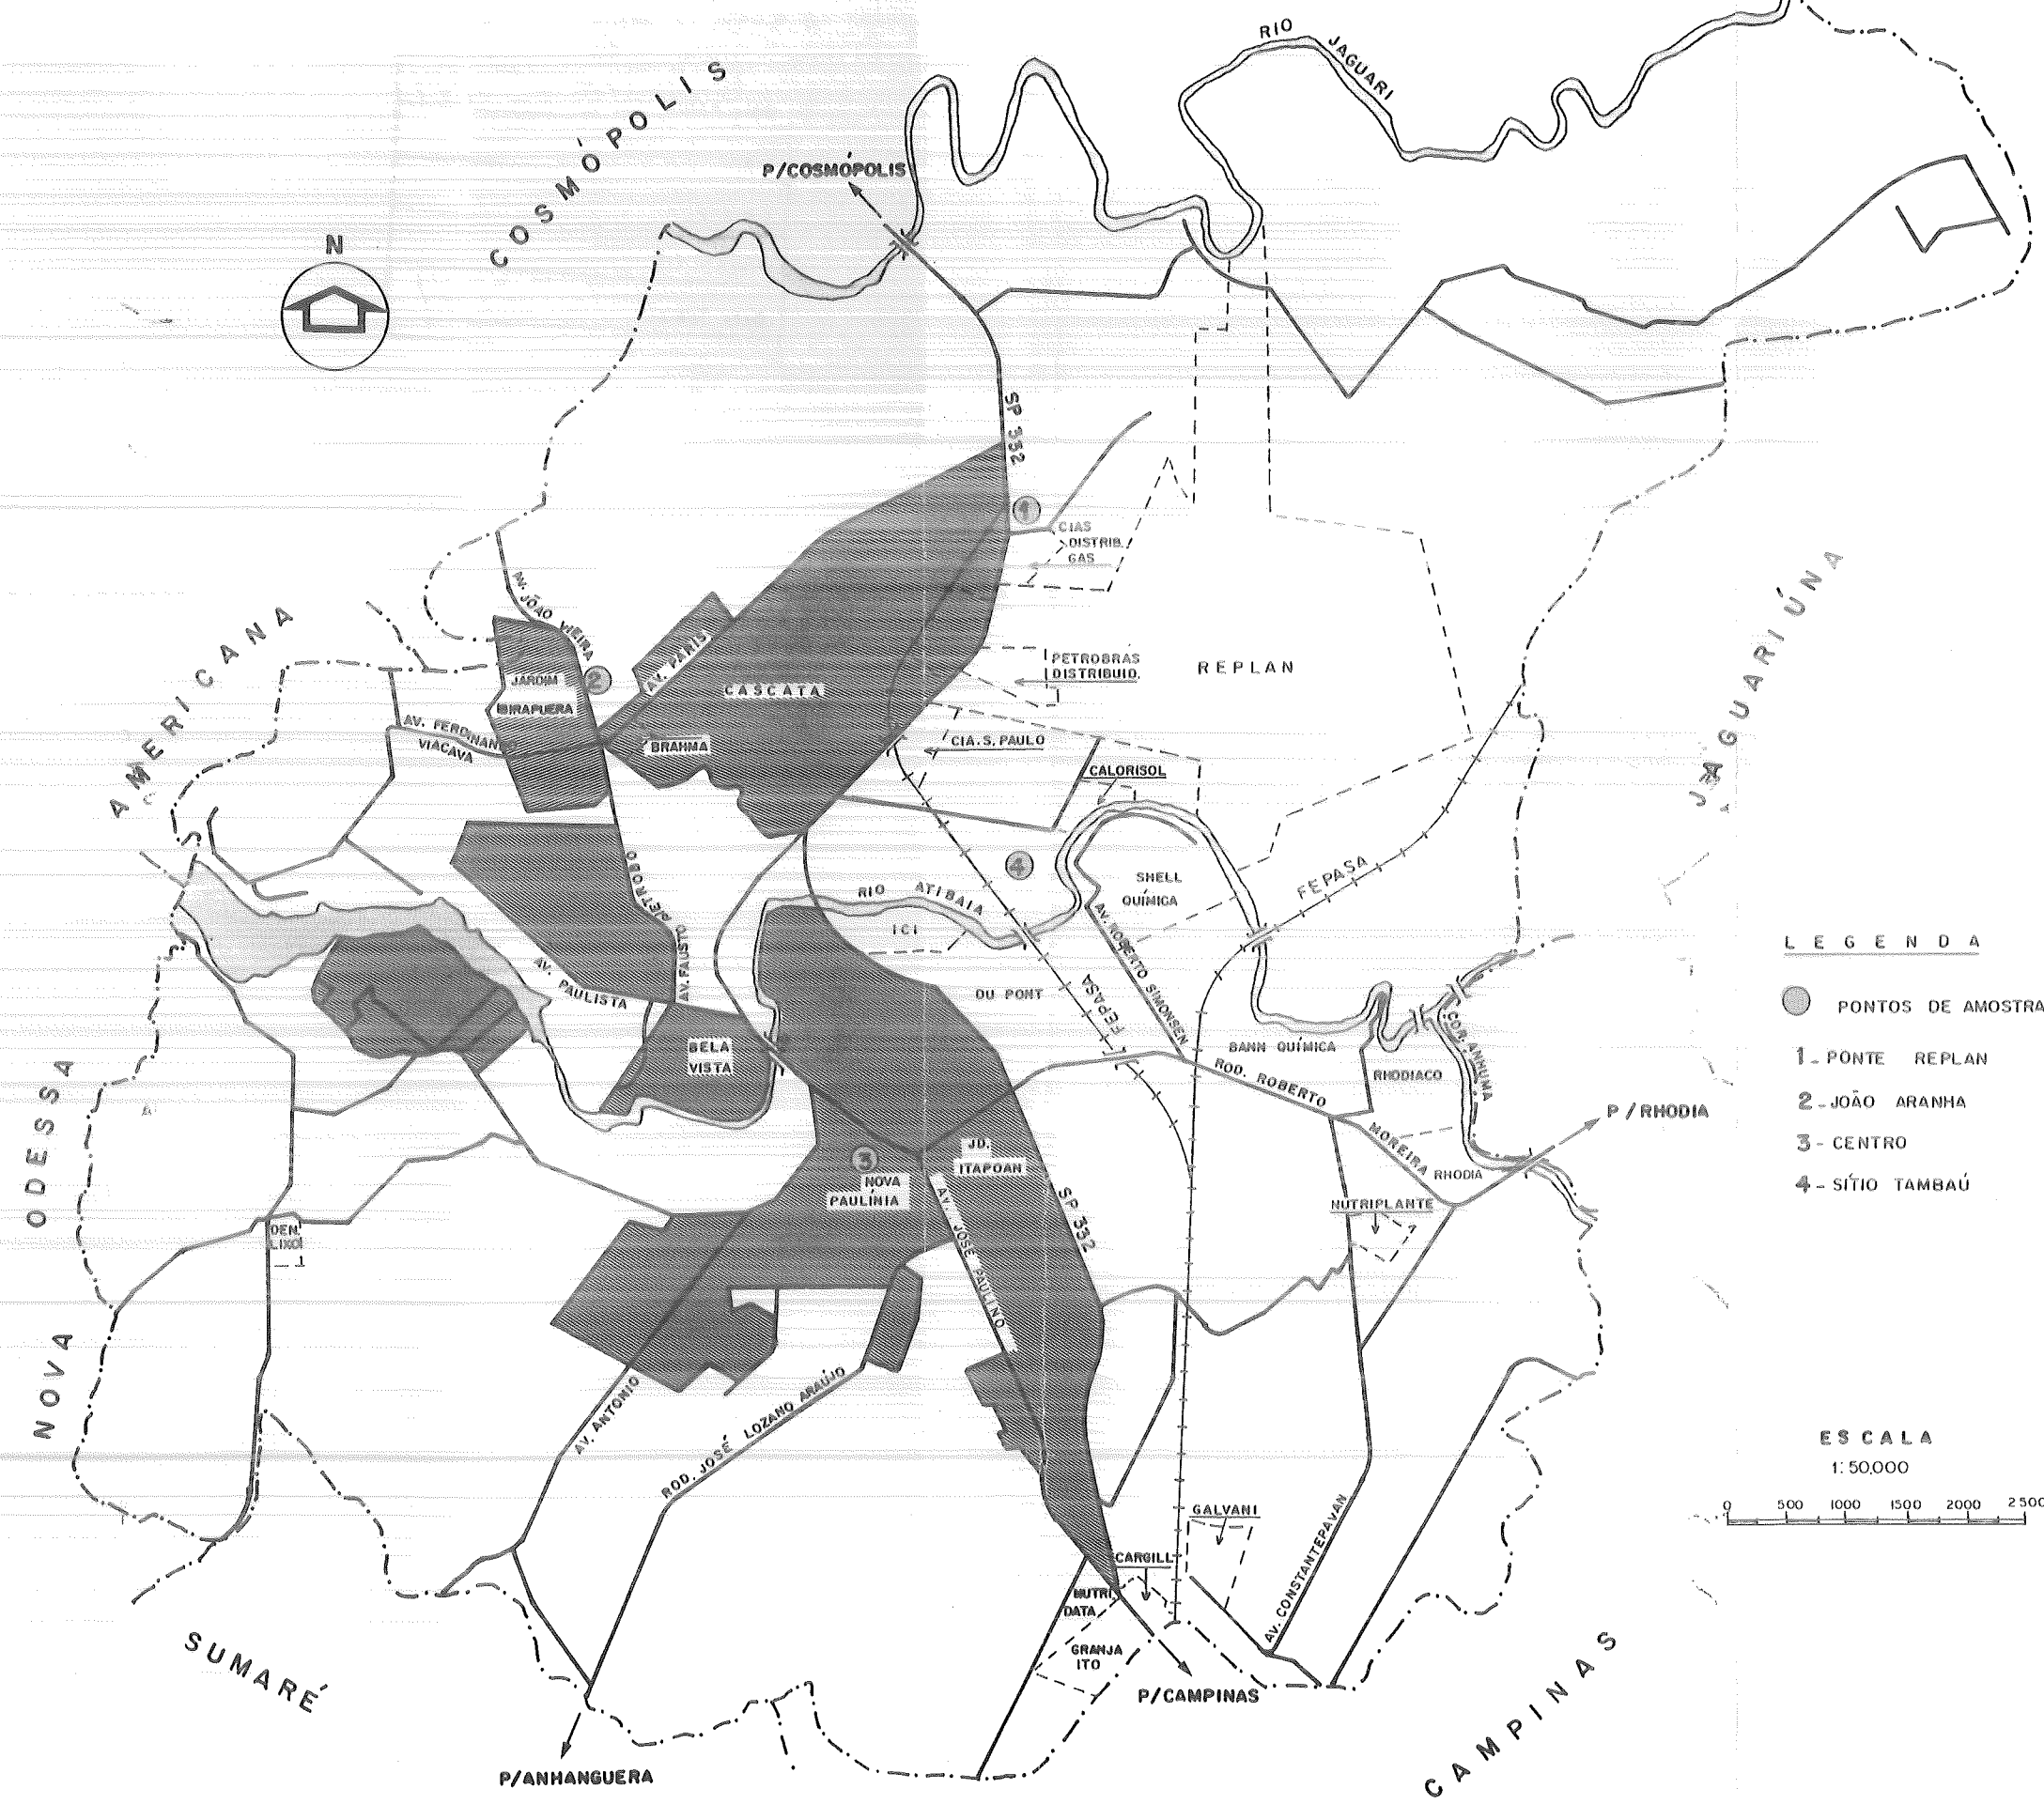 RIO JAGUARI
COSMÓPOLIS
P/COSMÓPOLIS
N
SP 332
1
CIAS
DISTRIB.
GAS
AV. JOÃO VIEIRA
AMERICANA
JAGUARIÚNA
2
AV. PARIS
JARDIM
IBIRAPUERA
CASCATA
PETROBRAS
DISTRIBUID.
REPLAN
AV. FERDINANDO
VIACAVA
BRAHMA
CIA. S. PAULO
CALORISOL
4
SHELL
QUÍMICA
FEPASA
RIO ATIBAIA
ICI
AV. FAUSTO PIETROBO
AV. ROBERTO SIMONSEN
AV.
PAULISTA
DU PONT
FEPASA
LEGENDA
PONTOS DE AMOSTRA
1 - PONTE REPLAN
2 - JOÃO ARANHA
3 - CENTRO
4 - SÍTIO TAMBAÚ
BELA
VISTA
BANN QUÍMICA
COR. ANHUMA
RHODIACO
ROD. ROBERTO
MOREIRA
P/RHODIA
NOVA ODESSA
3
NOVA
PAULÍNIA
JD.
ITAPOAN
RHODIA
NUTRIPLANTE
SP 332
AV. JOSÉ PAULINO
DEN.
LIXO
AV. ANTONIO
ROD. JOSÉ LOZANO ARAÚJO
ESCALA
1:50,000
0 500 1000 1500 2000 2500
GALVANI
CARGILL
AV. CONSTANTE PAVAN
NUTRI
DATA
GRANJA
ITO
SUMARÉ
P/CAMPINAS
CAMPINAS
P/ANHANGUERA